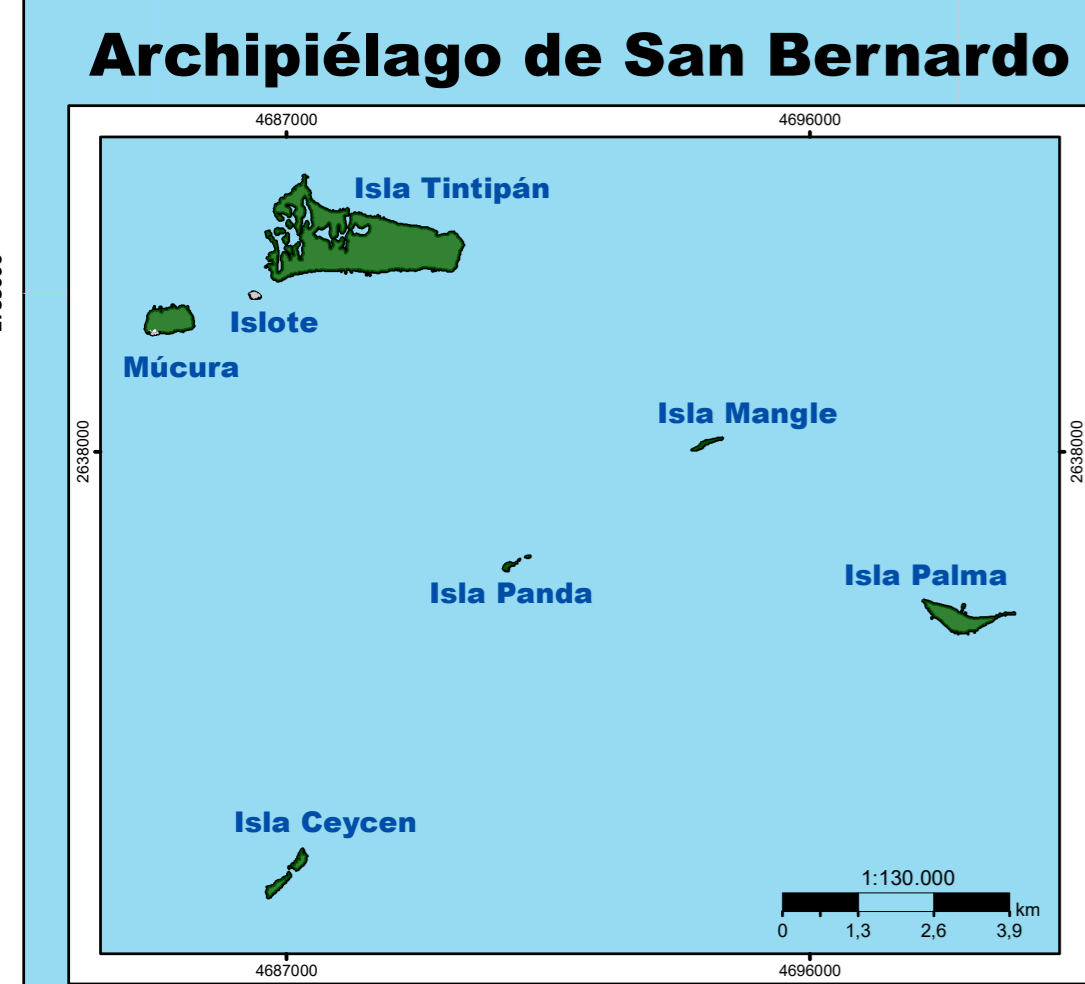 Archipiélago de San Bernardo
4687000 4696000
Isla Tintipán
Islote
Múcura
Isla Mangle
2638000 2638000
Isla Palma
Isla Panda
Isla Ceycen
1:130.000
km
0 1,3 2,6 3,9
4687000 4696000